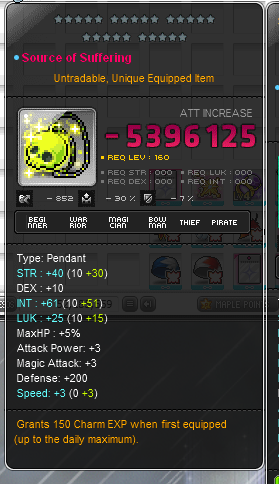 Source of Suffering
Untradable, Unique Equipped Item
ATT INCREASE
- 5396125
REQ LEV : 160
REQ STR : 000 REQ LUK : 000
REQ DEX : 000 REQ INT : 000
- 852 - 30 % - 7 %
BEGINNER WARRIOR MAGICIAN BOWMAN THIEF PIRATE
Type: Pendant
STR : +40 (10 +30)
DEX : +10
INT : +61 (10 +51)
LUK : +25 (10 +15)
MaxHP : +5%
Attack Power: +3
Magic Attack: +3
Defense: +200
Speed: +3 (0 +3)
MAPLE POIN
Grants 150 Charm EXP when first equipped
(up to the daily maximum).